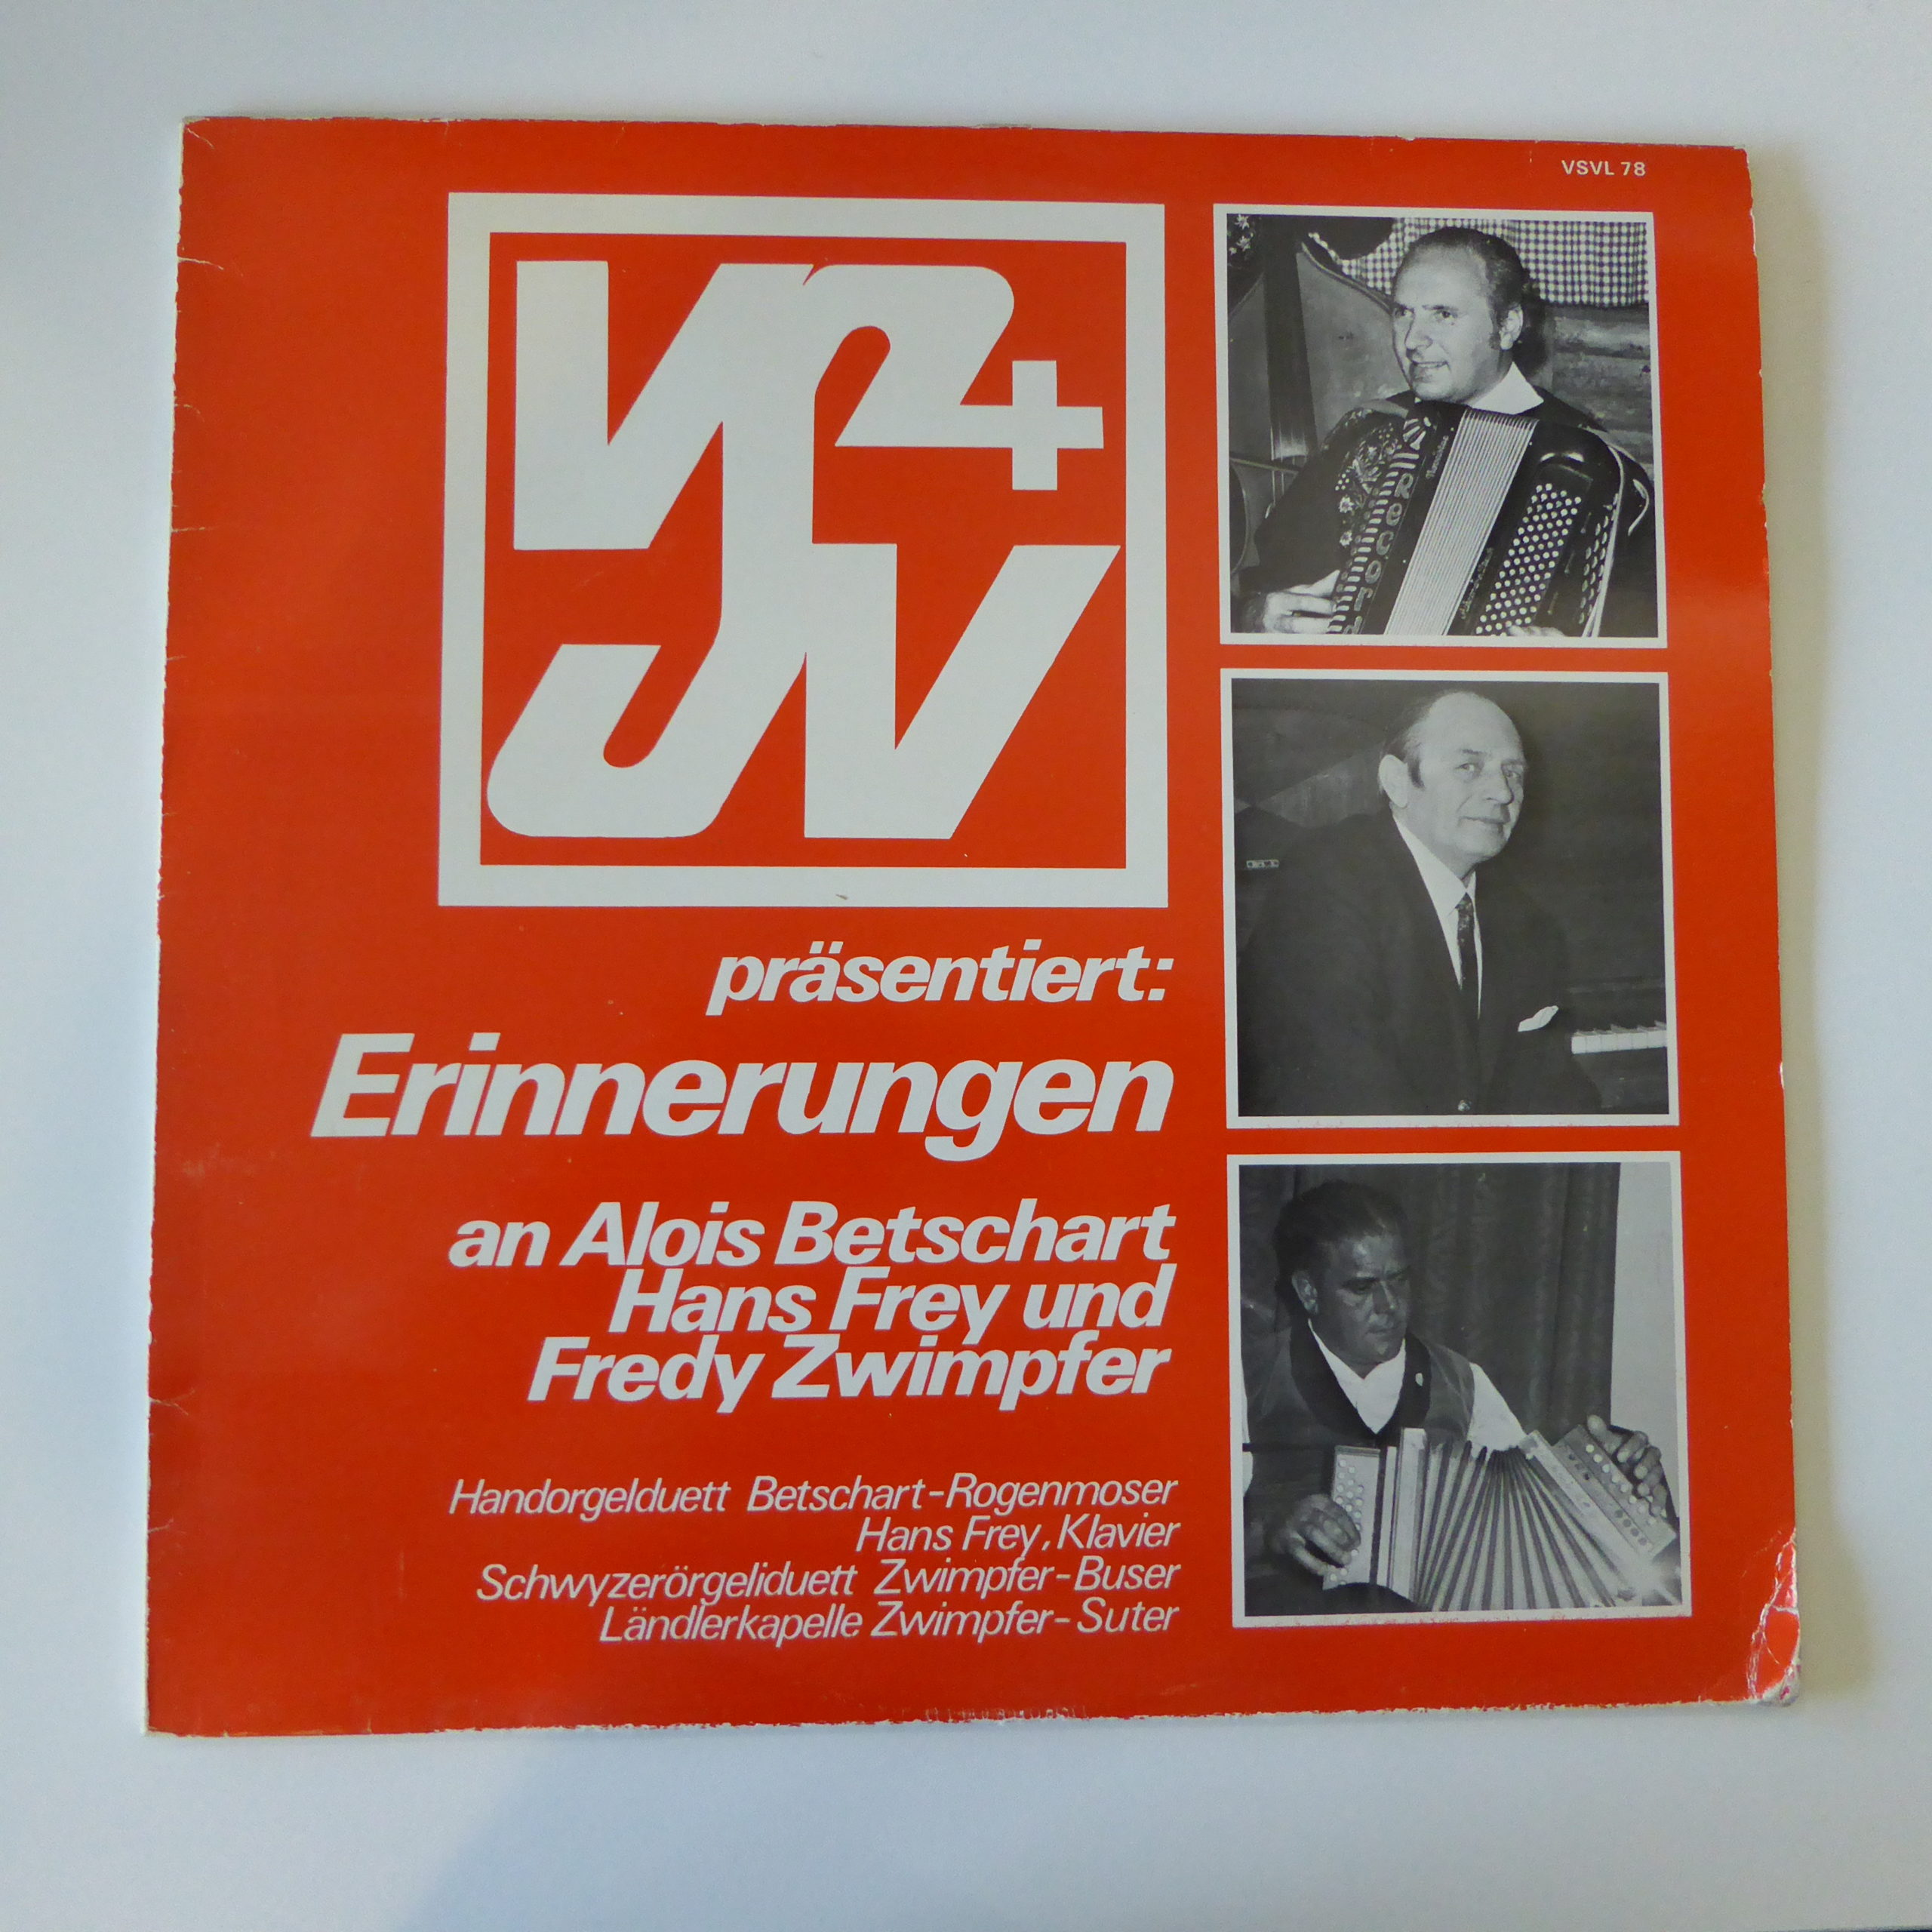 VSVL 78
VSV
präsentiert:
Erinnerungen
an Alois Betschart
Hans Frey und
Fredy Zwimpfer
Handorgelduett Betschart-Rogenmoser
Hans Frey, Klavier
Schwyzerörgeliduett Zwimpfer-Buser
Ländlerkapelle Zwimpfer-Suter